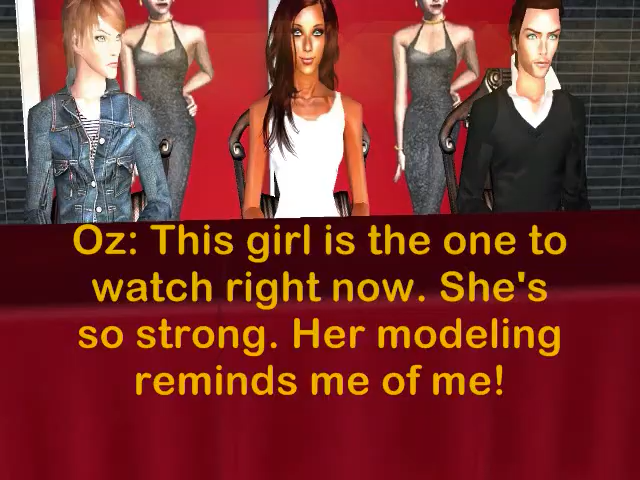 Oz: This girl is the one to
watch right now. She's
so strong. Her modeling
reminds me of me!